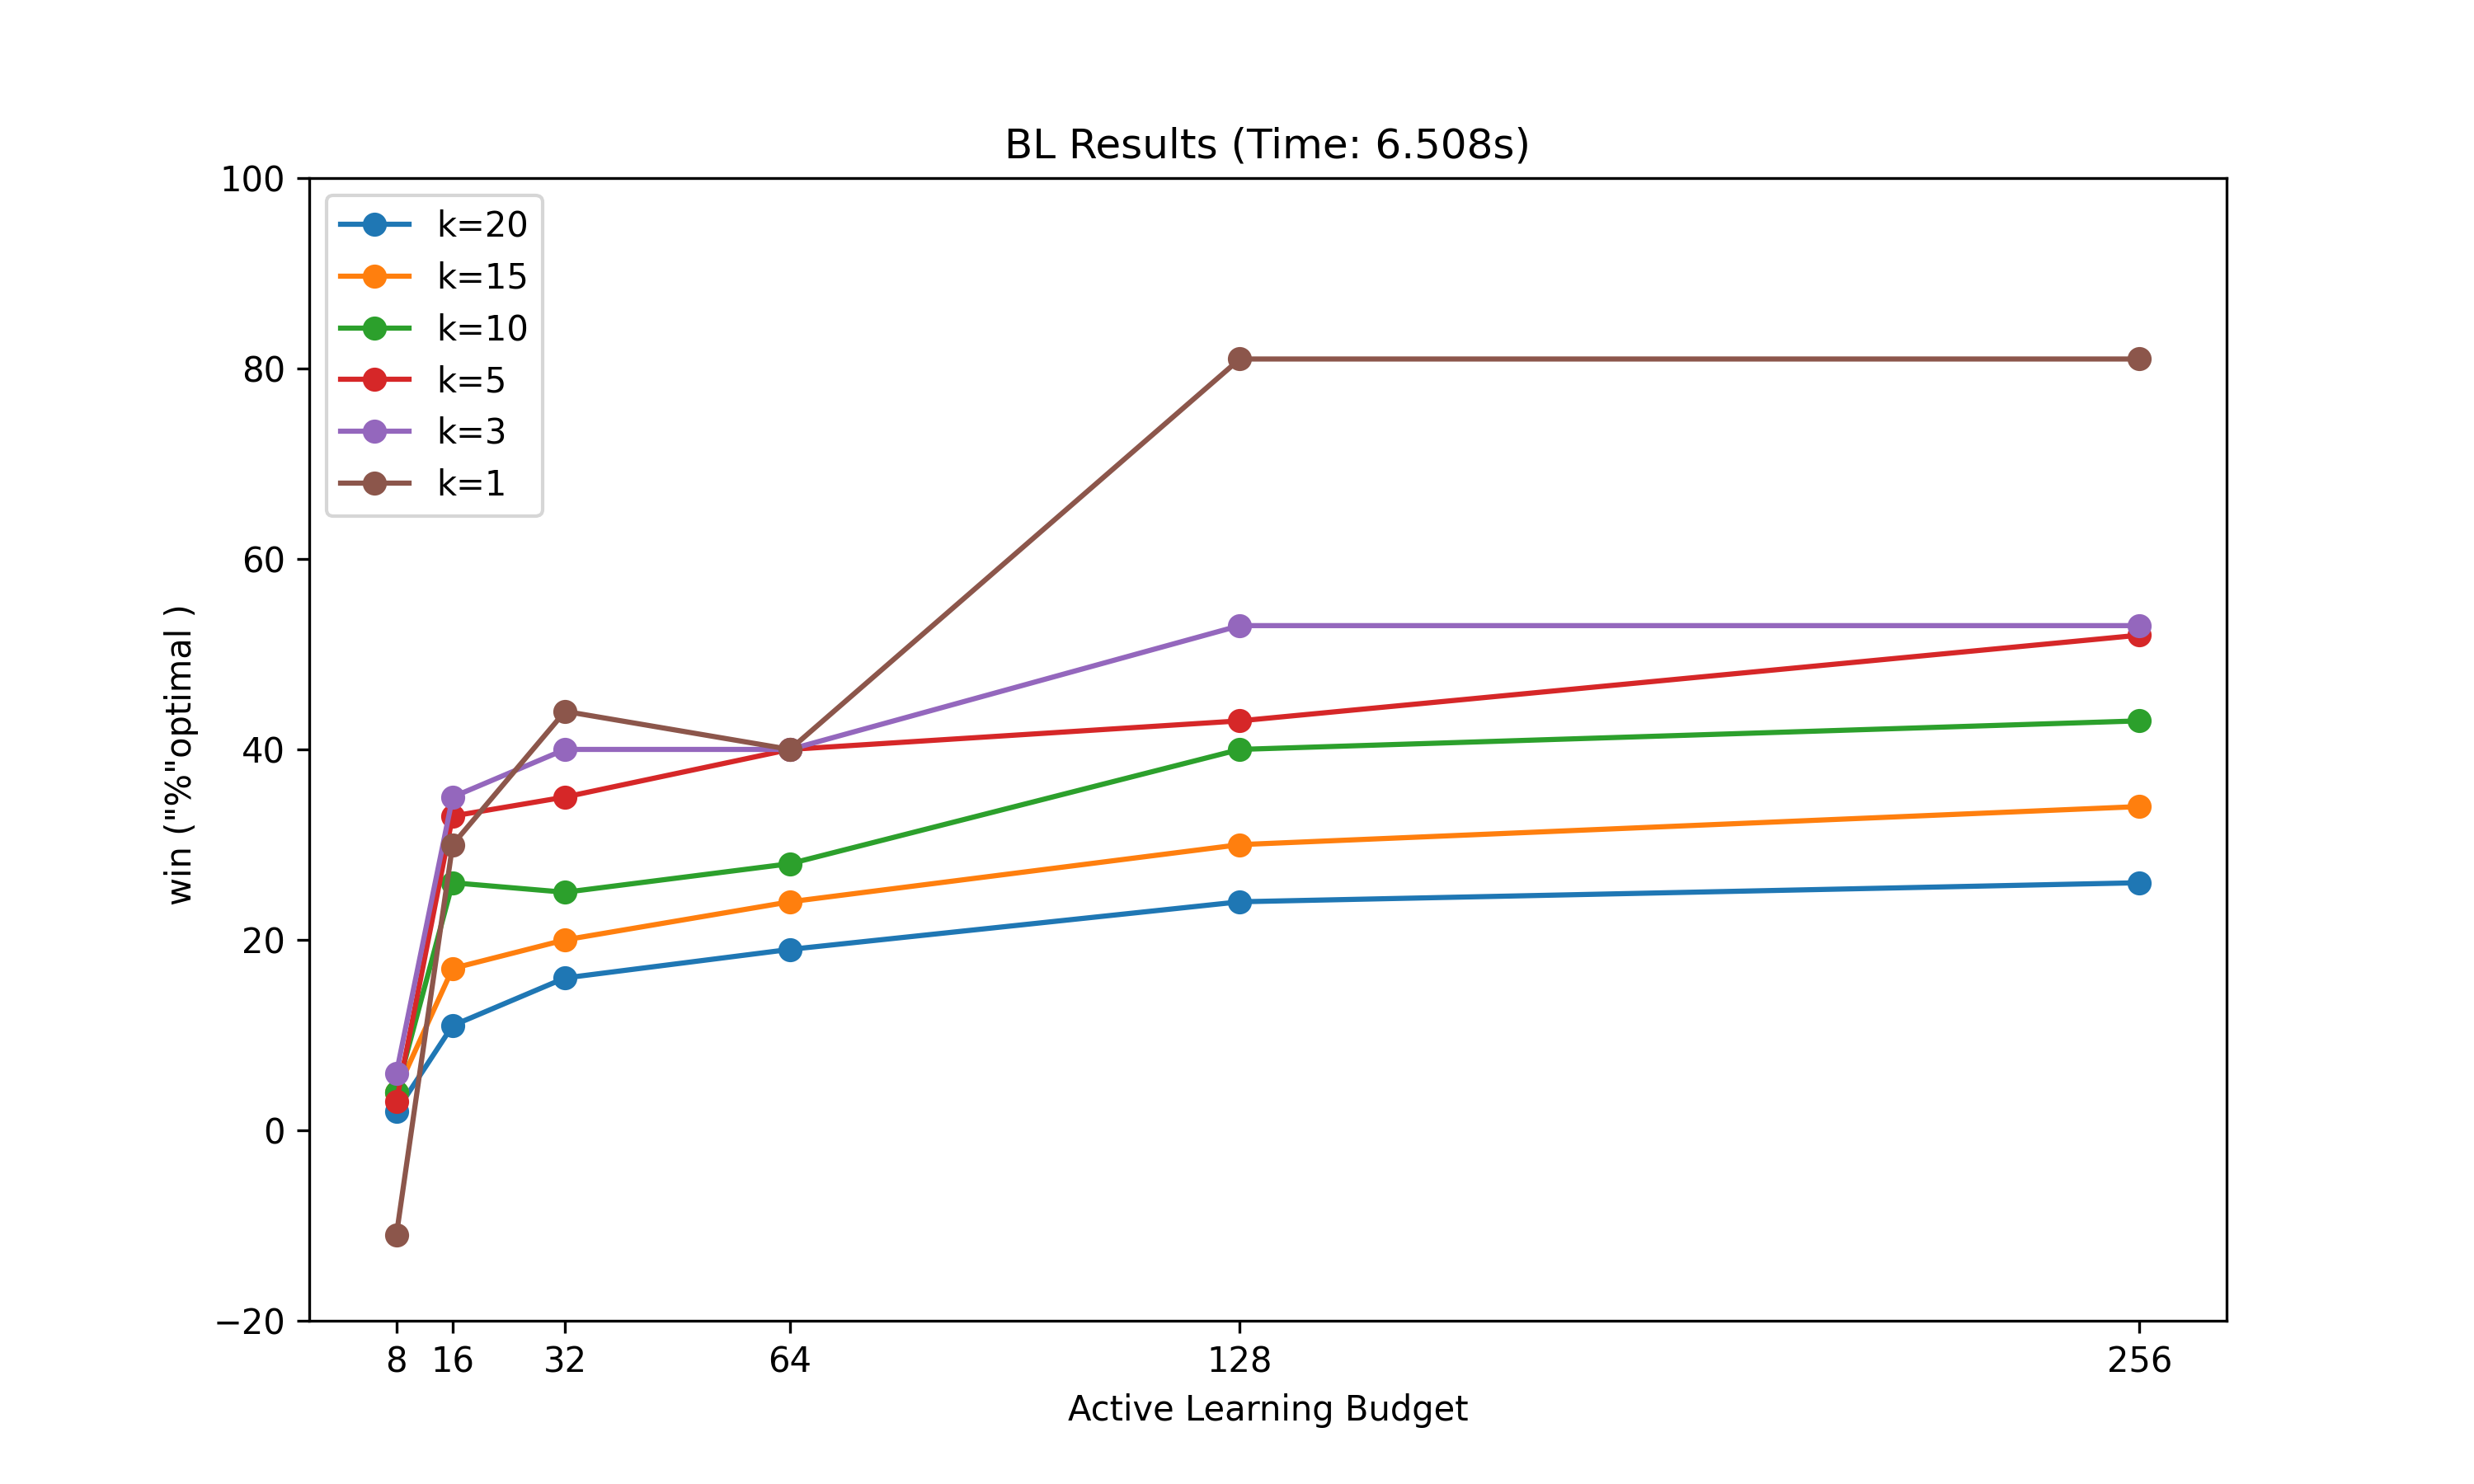 BL Results (Time: 6.508s)
100
80
60
40
20
0
−20
win ("%"optimal )
k=20
k=15
k=10
k=5
k=3
k=1
8 16 32 64 128 256
Active Learning Budget